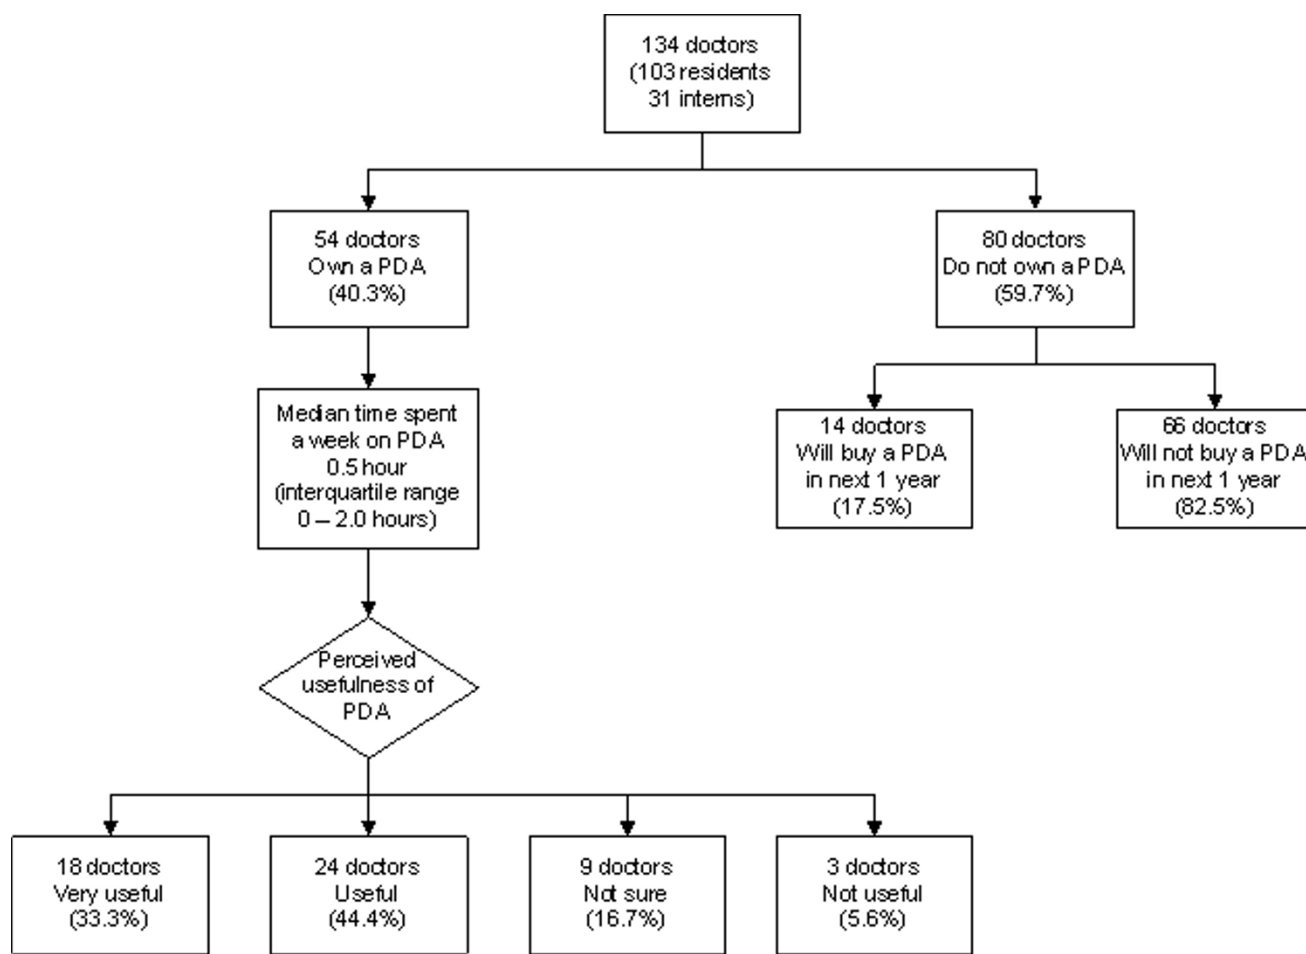 134 doctors
(103 residents
31 interns)
54 doctors
Own a PDA
(40.3%)
80 doctors
Do not own a PDA
(59.7%)
Median time spent
a week on PDA
0.5 hour
(interquartile range
0 – 2.0 hours)
14 doctors
Will buy a PDA
in next 1 year
(17.5%)
66 doctors
Will not buy a PDA
in next 1 year
(82.5%)
Perceived
usefulness of
PDA
18 doctors
Very useful
(33.3%)
24 doctors
Useful
(44.4%)
9 doctors
Not sure
(16.7%)
3 doctors
Not useful
(5.6%)